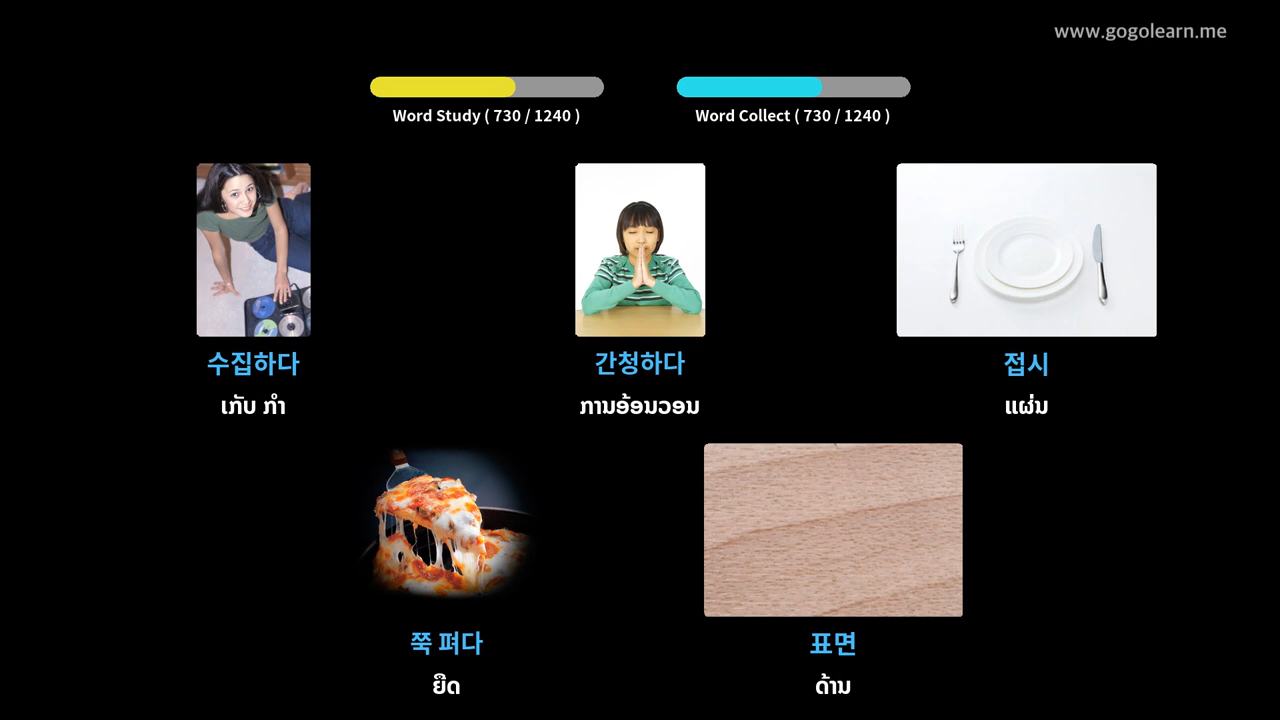 www.gogolearn.me
Word Study ( 730 / 1240 )
Word Collect ( 730 / 1240 )
수집하다
간청하다
접시
ເກັບ ກຳ
ການອ້ອນວອນ
ແຜ່ນ
쭉 펴다
표면
ຍືດ
ດ້ານ